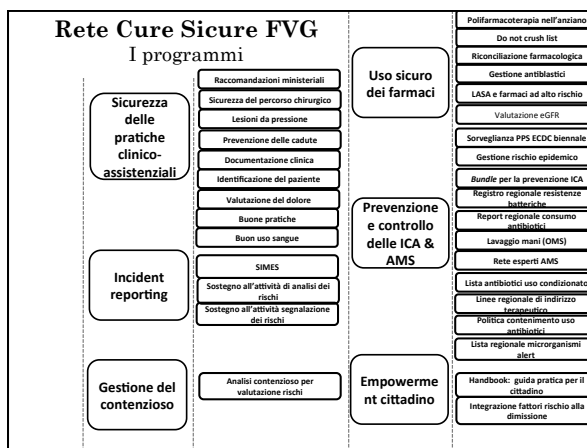 Rete Cure Sicure FVG
I programmi
Sicurezza
delle
pratiche
clinico-
assistenziali
Raccomandazioni ministeriali
Sicurezza del percorso chirurgico
Lesioni da pressione
Prevenzione delle cadute
Documentazione clinica
Identificazione del paziente
Valutazione del dolore
Buone pratiche
Buon uso sangue
Incident
reporting
SIMES
Sostegno all'attività di analisi dei
rischi
Sostegno all'attività segnalazione
dei rischi
Gestione del
contenzioso
Analisi contenzioso per
valutazione rischi
Uso sicuro
dei farmaci
Polifarmacoterapia nell'anziano
Do not crush list
Riconciliazione farmacologica
Gestione antiblastici
LASA e farmaci ad alto rischio
Valutazione eGFR
Prevenzione
e controllo
delle ICA &
AMS
Sorveglianza PPS ECDC biennale
Gestione rischio epidemico
Bundle per la prevenzione ICA
Registro regionale resistenze
batteriche
Report regionale consumo
antibiotici
Lavaggio mani (OMS)
Rete esperti AMS
Lista antibiotici uso condizionato
Linee regionale di indirizzo
terapeutico
Politica contenimento uso
antibiotici
Lista regionale microrganismi
alert
Empowerme
nt cittadino
Handbook: guida pratica per il
cittadino
Integrazione fattori rischio alla
dimissione